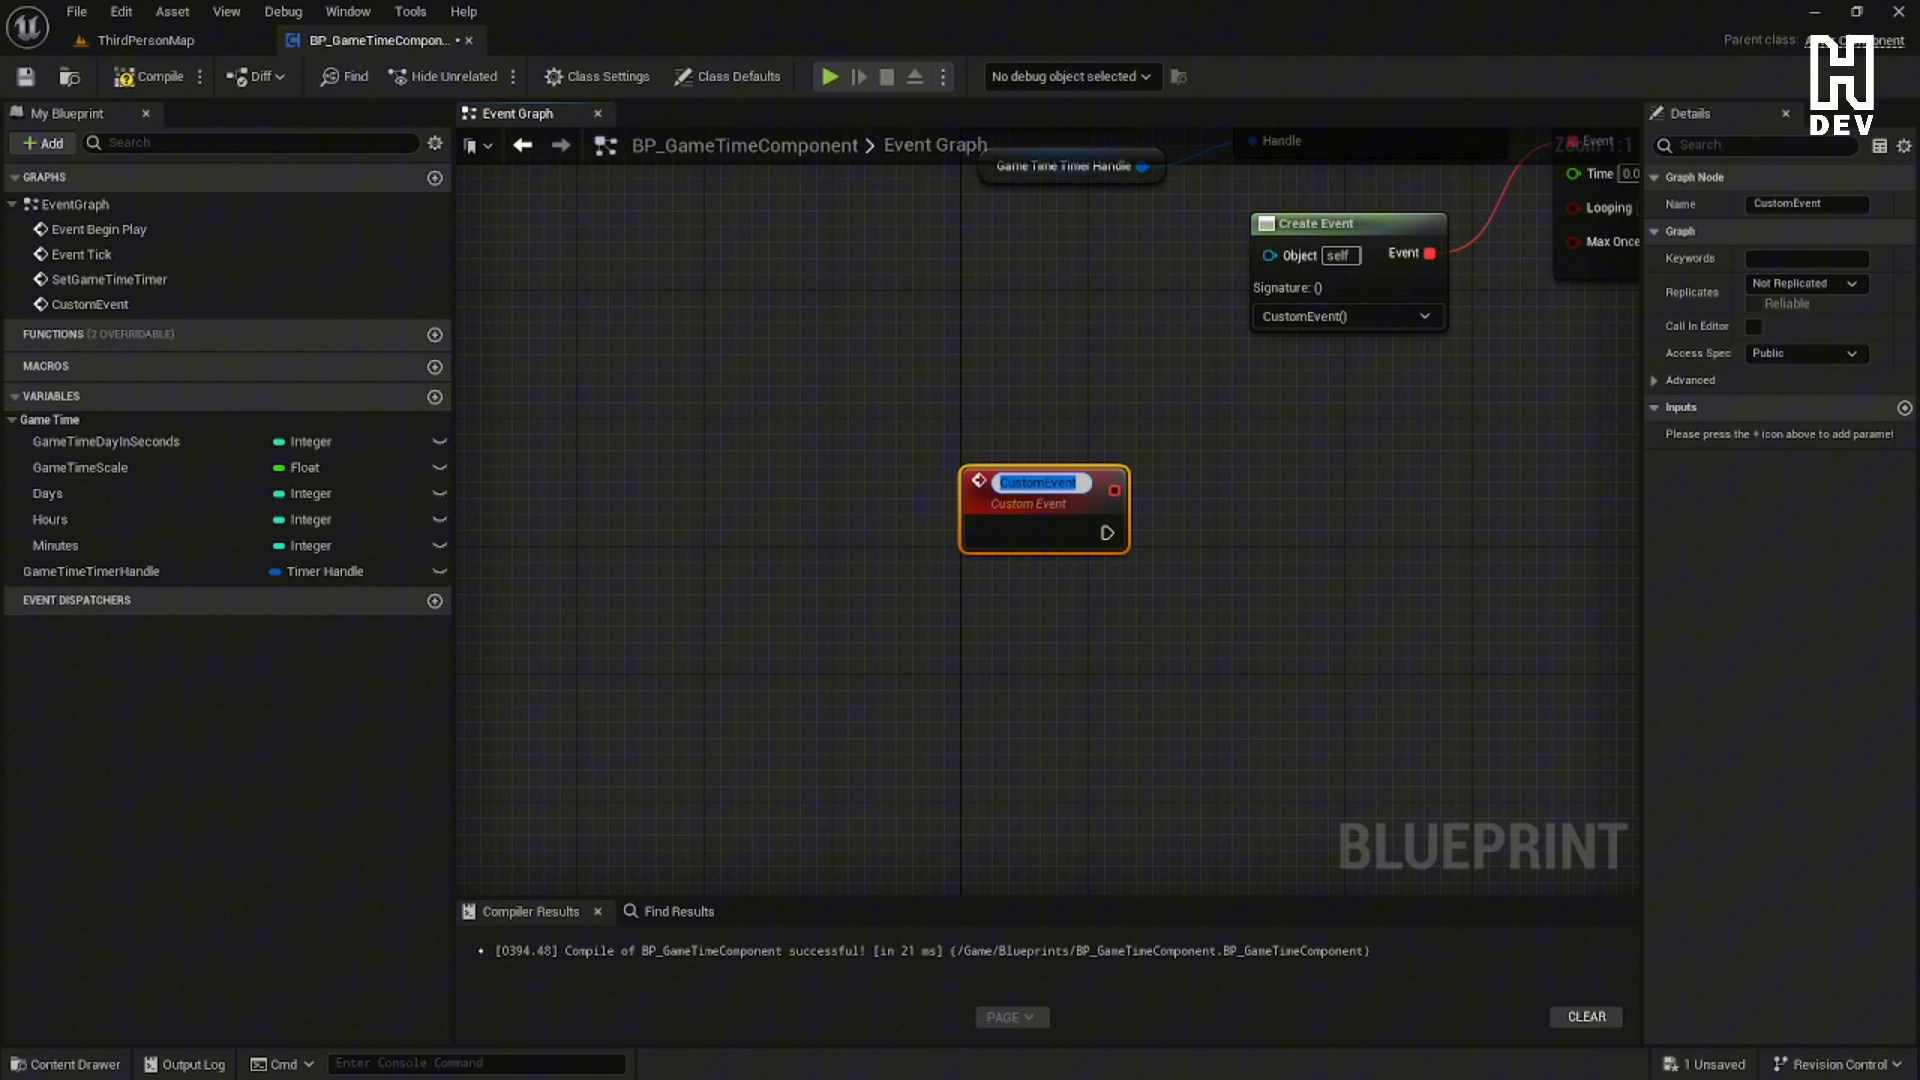 File Edit Asset View Debug Window Tools Help
ThirdPersonMap
BP_GameTimeCompon... •
Parent class:
Compile
Diff
Find
Hide Unrelated
Class Settings
Class Defaults
No debug object selected
DEV
My Blueprint
Event Graph
Details
+ Add
Search
BP_GameTimeComponent > Event Graph
Zoom 1:1
Search
GRAPHS
EventGraph
Event Begin Play
Event Tick
SetGameTimeTimer
CustomEvent
FUNCTIONS (2 OVERRIDABLE)
MACROS
VARIABLES
Game Time
GameTimeDayInSeconds Integer
GameTimeScale Float
Days Integer
Hours Integer
Minutes Integer
GameTimeTimerHandle Timer Handle
EVENT DISPATCHERS
Game Time Timer Handle
Handle
Event
Time 0.0
Looping
Max Once
Create Event
Object self Event
Signature: ()
CustomEvent()
CustomEvent
Custom Event
BLUEPRINT
Graph Node
Name CustomEvent
Graph
Keywords
Replicates Not Replicated
Reliable
Call In Editor
Access Spec Public
Advanced
Inputs
Please press the + icon above to add paramet
Compiler Results
Find Results
• [0394.48] Compile of BP_GameTimeComponent successful! [in 21 ms] (/Game/Blueprints/BP_GameTimeComponent.BP_GameTimeComponent)
PAGE
CLEAR
Content Drawer
Output Log
Cmd
Enter Console Command
1 Unsaved
Revision Control